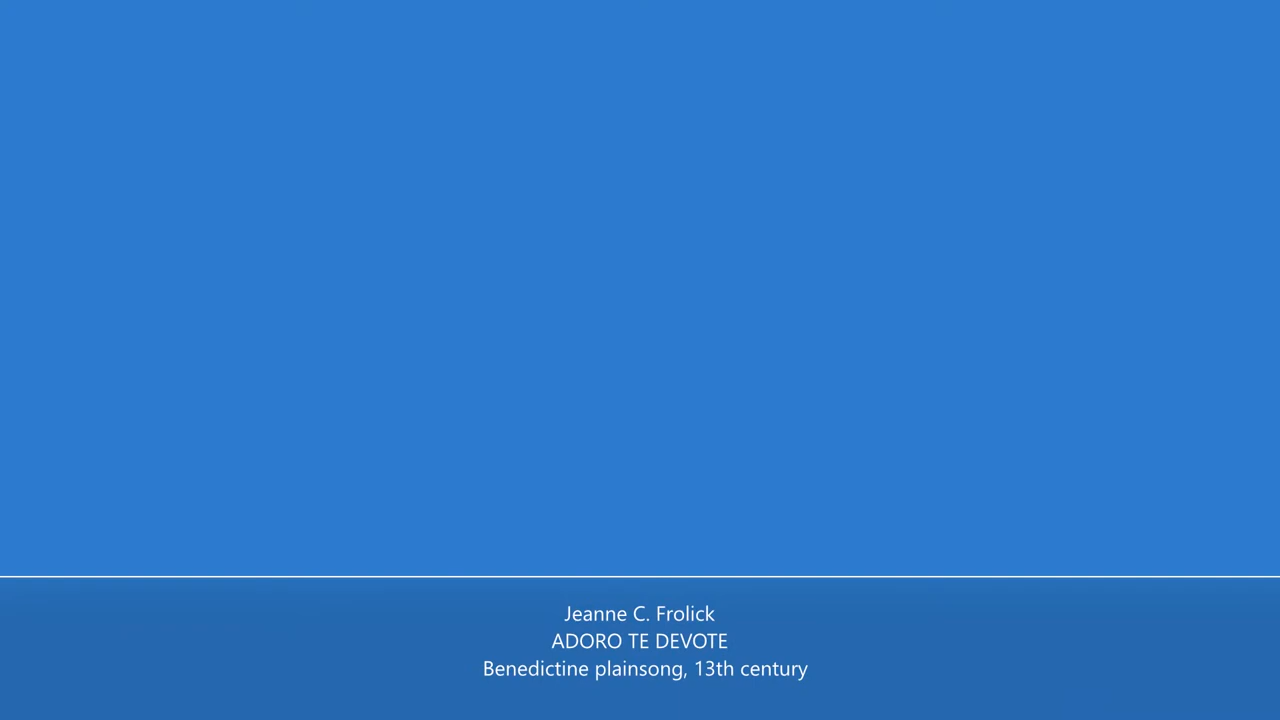 Jeanne C. Frolick
ADORO TE DEVOTE
Benedictine plainsong, 13th century